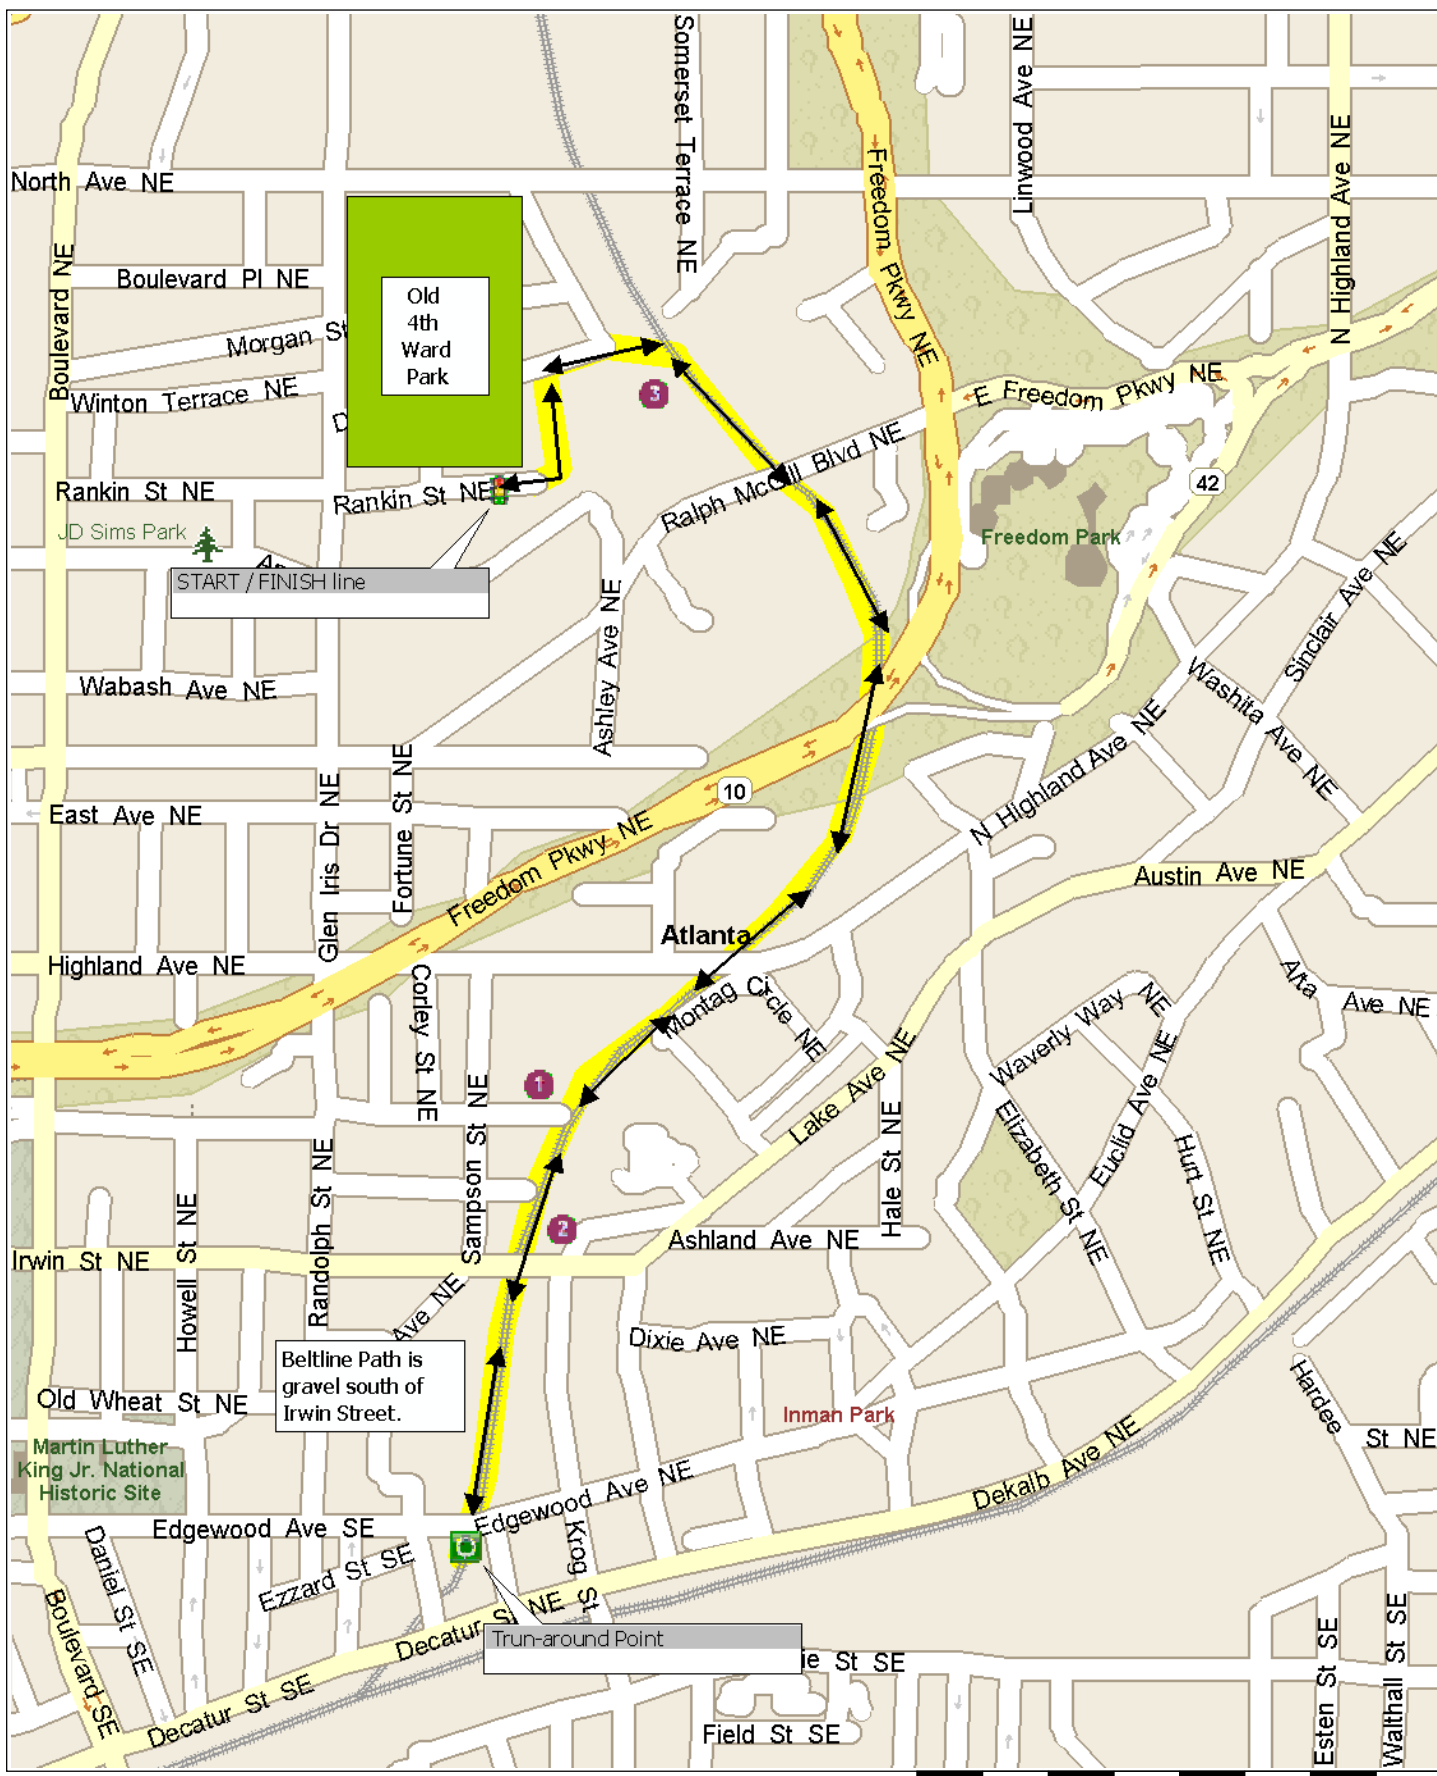 Somerset Terrace NE
Linwood Ave NE
N Highland Ave NE
North Ave NE
Freedom Pkwy NE
Freedom Pkwy NE
Boulevard NE
Boulevard Pl NE
Old
4th
Ward
Park
Morgan St
Winton Terrace NE
D
3
E Freedom Pkwy NE
Rankin St NE
Rankin St NE
Ralph McGill Blvd NE
42
JD Sims Park
Freedom Park
START / FINISH line
Ashley Ave NE
Sinclair Ave NE
Wabash Ave NE
Washita Ave NE
N Highland Ave NE
10
East Ave NE
Glen Iris Dr NE
Fortune St NE
Freedom Pkwy NE
Austin Ave NE
Atlanta
Highland Ave NE
Corley St NE
Montag Circle NE
Alta Ave NE
Waverly Way NE
Lake Ave NE
1
Sampson St NE
Euclid Ave NE
Elizabeth St NE
Hurt St NE
Hale St NE
Randolph St NE
Howell St NE
2
Ashland Ave NE
Irwin St NE
Ave NE
Dixie Ave NE
Beltline Path is
gravel south of
Irwin Street.
Old Wheat St NE
Inman Park
Hardee St NE
Martin Luther
King Jr. National
Historic Site
Dekalb Ave NE
Edgewood Ave NE
Edgewood Ave SE
Krog St
Daniel St SE
Ezzard St SE
Boulevard SE
Decatur St NE
Trun-around Point
ie St SE
Decatur St SE
Field St SE
Esten St SE
Walthall St SE